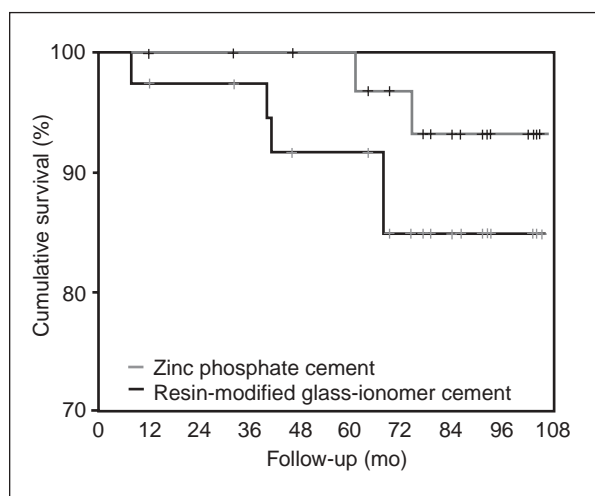 100
90
80
70
Cumulative survival (%)
Zinc phosphate cement
Resin-modified glass-ionomer cement
0 12 24 36 48 60 72 84 96 108
Follow-up (mo)